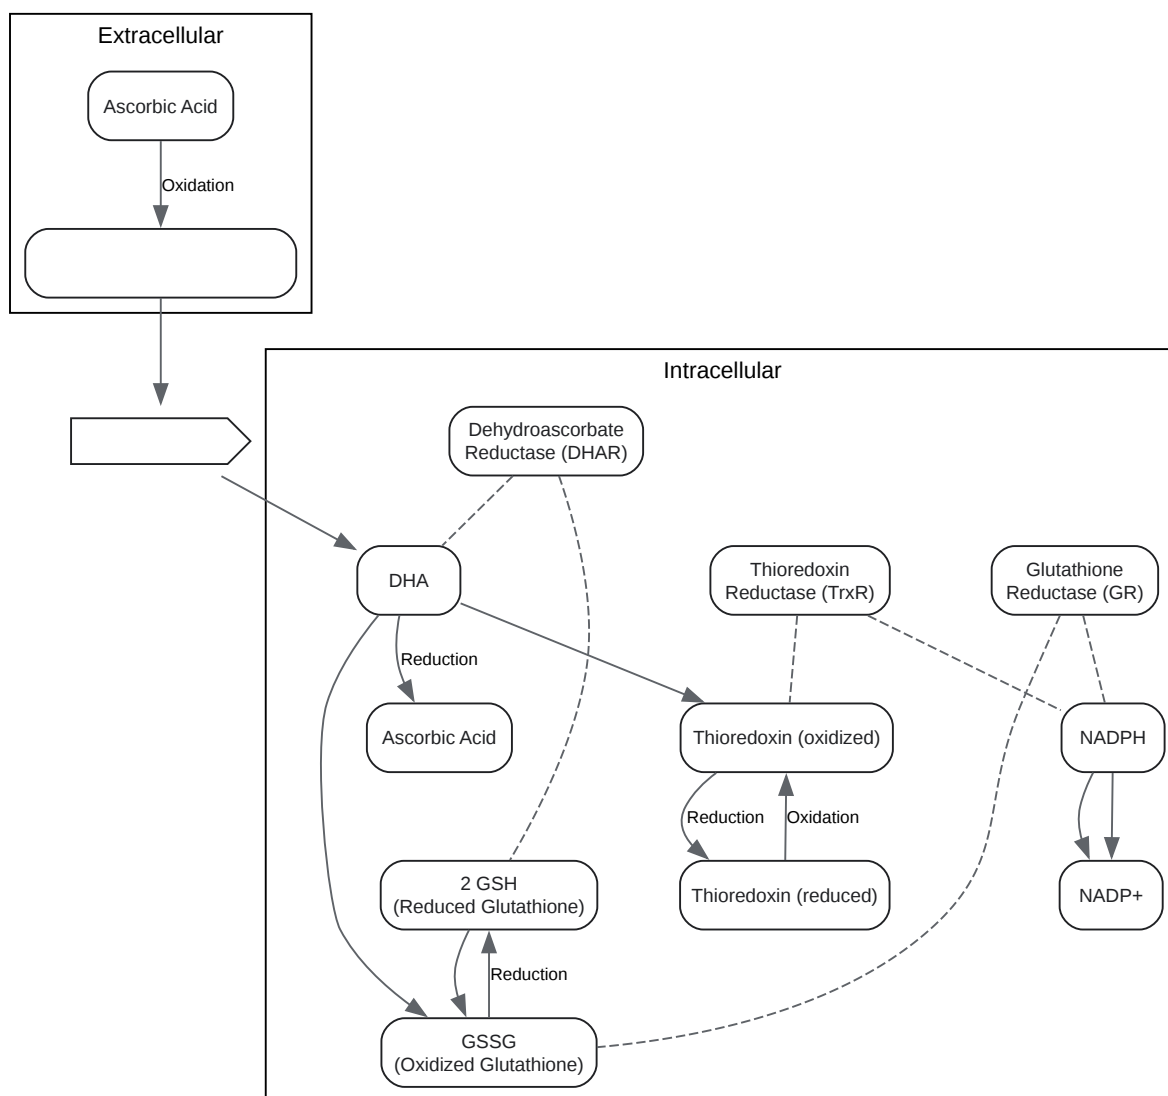 Extracellular
Ascorbic Acid
Oxidation
Intracellular
Dehydroascorbate
Reductase (DHAR)
DHA
Thioredoxin
Reductase (TrxR)
Glutathione
Reductase (GR)
Reduction
Ascorbic Acid
Thioredoxin (oxidized)
NADPH
Reduction
Oxidation
2 GSH
(Reduced Glutathione)
Thioredoxin (reduced)
NADP+
Reduction
GSSG
(Oxidized Glutathione)